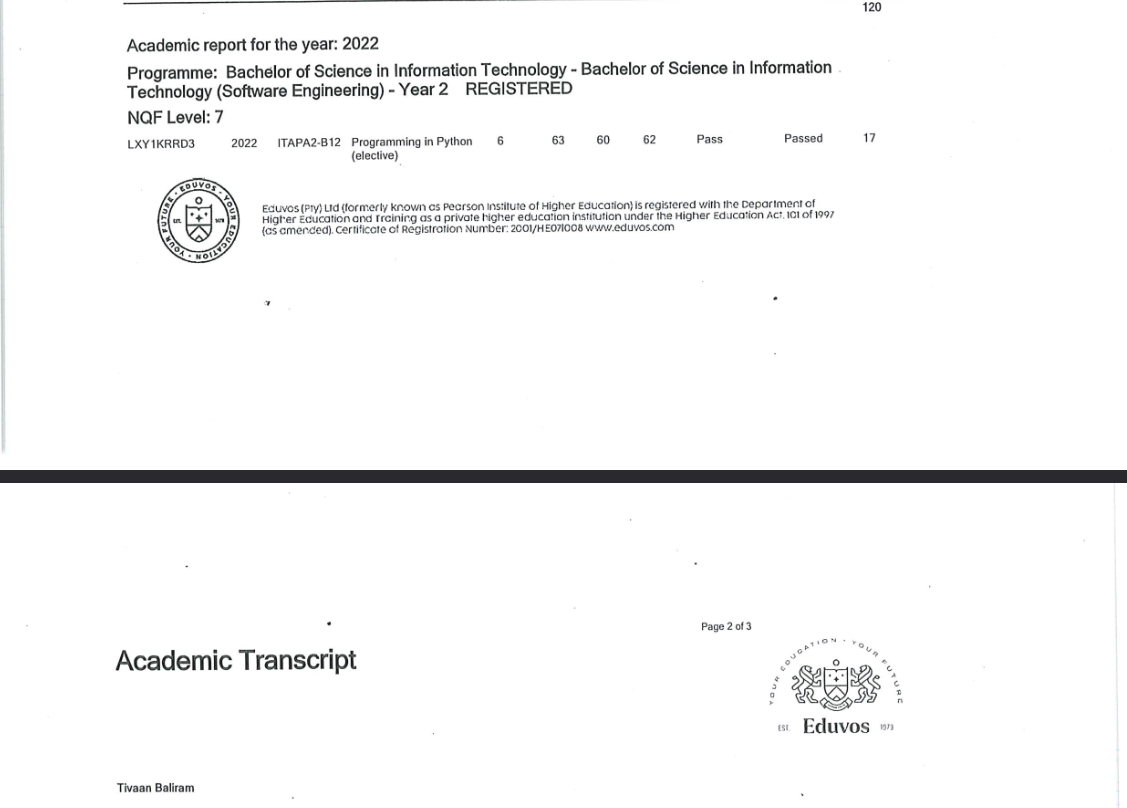 120
Academic report for the year: 2022
Programme: Bachelor of Science in Information Technology - Bachelor of Science in Information
Technology (Software Engineering) - Year 2 REGISTERED
NQF Level: 7
LXY1KRRD3 2022 ITAPA2-B12 Programming in Python 6 63 60 62 Pass Passed 17
(elective)
EDUVOS · YOUR EDUCATION · YOUR FUTURE
EST. 1973
Eduvos (Pty) Ltd (formerly known as Pearson Institute of Higher Education) is registered with the Department of
Higher Education and Training as a private higher education institution under the Higher Education Act, 101 of 1997
(as amended). Certificate of Registration Number: 2001/HE07/008 www.eduvos.com
Page 2 of 3
Academic Transcript
YOUR EDUCATION · YOUR FUTURE
EST. Eduvos 1973
Tivaan Baliram